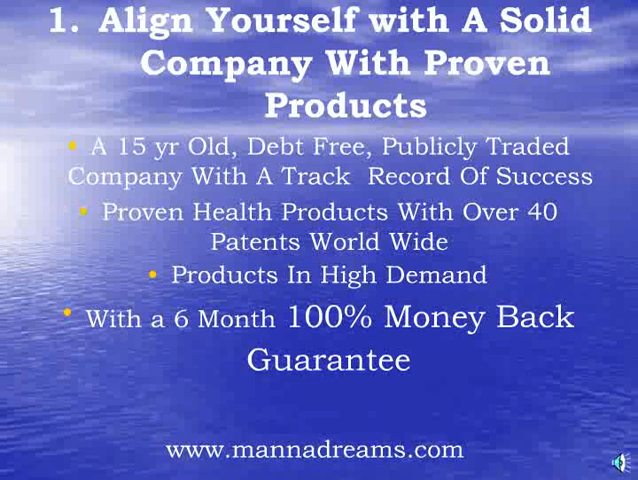 1. Align Yourself with A Solid
Company With Proven
Products
• A 15 yr Old, Debt Free, Publicly Traded
Company With A Track Record Of Success
• Proven Health Products With Over 40
Patents World Wide
• Products In High Demand
• With a 6 Month 100% Money Back
Guarantee
www.mannadreams.com